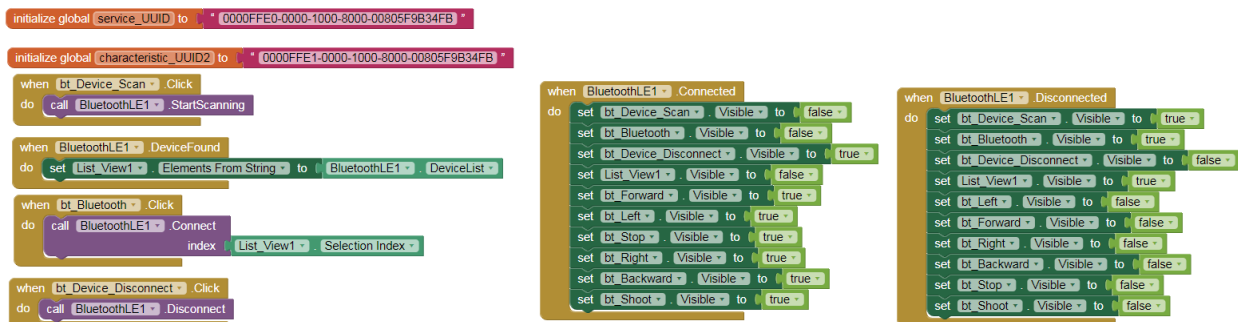 initialize global service_UUID to " 0000FFE0-0000-1000-8000-00805F9B34FB "
initialize global characteristic_UUID2 to " 0000FFE1-0000-1000-8000-00805F9B34FB "
when bt_Device_Scan .Click
do call BluetoothLE1 .StartScanning
when BluetoothLE1 .DeviceFound
do set List_View1 . Elements From String to BluetoothLE1 . DeviceList
when bt_Bluetooth .Click
do call BluetoothLE1 .Connect
index List_View1 . Selection Index
when bt_Device_Disconnect .Click
do call BluetoothLE1 .Disconnect
when BluetoothLE1 .Connected
do set bt_Device_Scan . Visible to false
set bt_Bluetooth . Visible to false
set bt_Device_Disconnect . Visible to true
set List_View1 . Visible to false
set bt_Forward . Visible to true
set bt_Left . Visible to true
set bt_Stop . Visible to true
set bt_Right . Visible to true
set bt_Backward . Visible to true
set bt_Shoot . Visible to true
when BluetoothLE1 .Disconnected
do set bt_Device_Scan . Visible to true
set bt_Bluetooth . Visible to true
set bt_Device_Disconnect . Visible to false
set List_View1 . Visible to true
set bt_Left . Visible to false
set bt_Forward . Visible to false
set bt_Right . Visible to false
set bt_Backward . Visible to false
set bt_Stop . Visible to false
set bt_Shoot . Visible to false